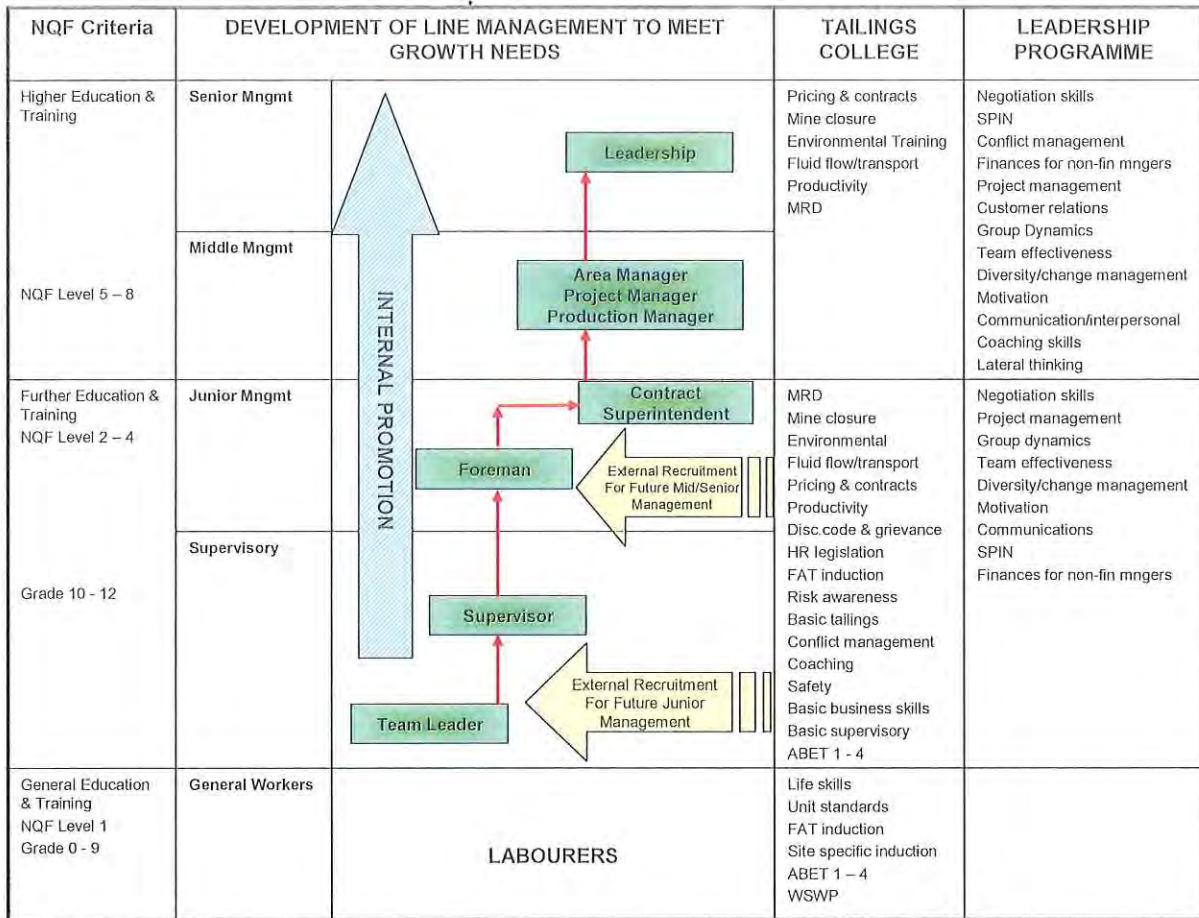 NQF Criteria
DEVELOPMENT OF LINE MANAGEMENT TO MEET
GROWTH NEEDS
TAILINGS
COLLEGE
LEADERSHIP
PROGRAMME
Higher Education &
Training
NQF Level 5 – 8
Senior Mngmt
Middle Mngmt
INTERNAL PROMOTION
Leadership
Area Manager
Project Manager
Production Manager
Pricing & contracts
Mine closure
Environmental Training
Fluid flow/transport
Productivity
MRD
Negotiation skills
SPIN
Conflict management
Finances for non-fin mngers
Project management
Customer relations
Group Dynamics
Team effectiveness
Diversity/change management
Motivation
Communication/interpersonal
Coaching skills
Lateral thinking
Further Education &
Training
NQF Level 2 – 4
Grade 10 - 12
Junior Mngmt
Supervisory
Contract
Superintendent
Foreman
External Recruitment
For Future Mid/Senior
Management
Supervisor
External Recruitment
For Future Junior
Management
Team Leader
MRD
Mine closure
Environmental
Fluid flow/transport
Pricing & contracts
Productivity
Disc.code & grievance
HR legislation
FAT induction
Risk awareness
Basic tailings
Conflict management
Coaching
Safety
Basic business skills
Basic supervisory
ABET 1 - 4
Negotiation skills
Project management
Group dynamics
Team effectiveness
Diversity/change management
Motivation
Communications
SPIN
Finances for non-fin mngers
General Education
& Training
NQF Level 1
Grade 0 - 9
General Workers
LABOURERS
Life skills
Unit standards
FAT induction
Site specific induction
ABET 1 – 4
WSWP